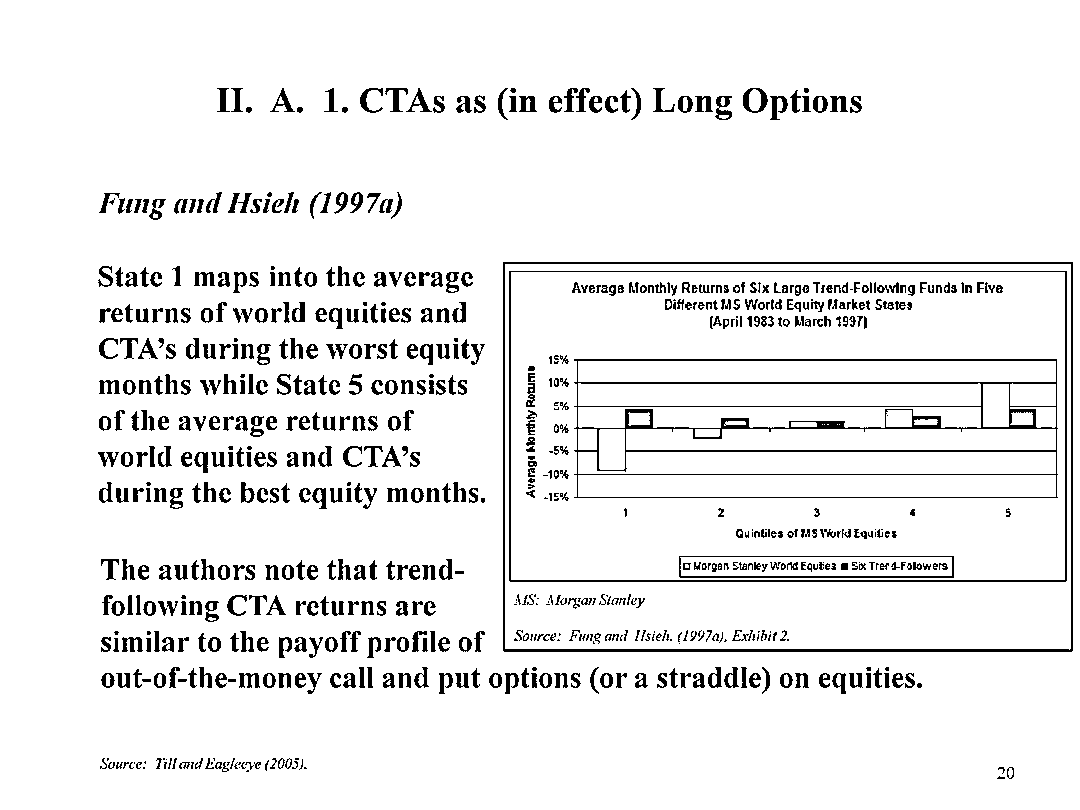 II. A. 1. CTAs as (in effect) Long Options
Fung and Hsieh (1997a)
State 1 maps into the average
returns of world equities and
CTA’s during the worst equity
months while State 5 consists
of the average returns of
world equities and CTA’s
during the best equity months.
The authors note that trend-
following CTA returns are
similar to the payoff profile of
out-of-the-money call and put options (or a straddle) on equities.
Average Monthly Returns of Six Large Trend-Following Funds in Five
Different MS World Equity Market States
(April 1983 to March 1997)
Average Monthly Returns
15%
10%
5%
0%
-5%
-10%
-15%
1 2 3 4 5
Quintiles of MS World Equities
Morgan Stanley World Equities Six Trend-Followers
MS: Morgan Stanley
Source: Fung and Hsieh. (1997a), Exhibit 2.
Source: Till and Eagleeye (2005).
20